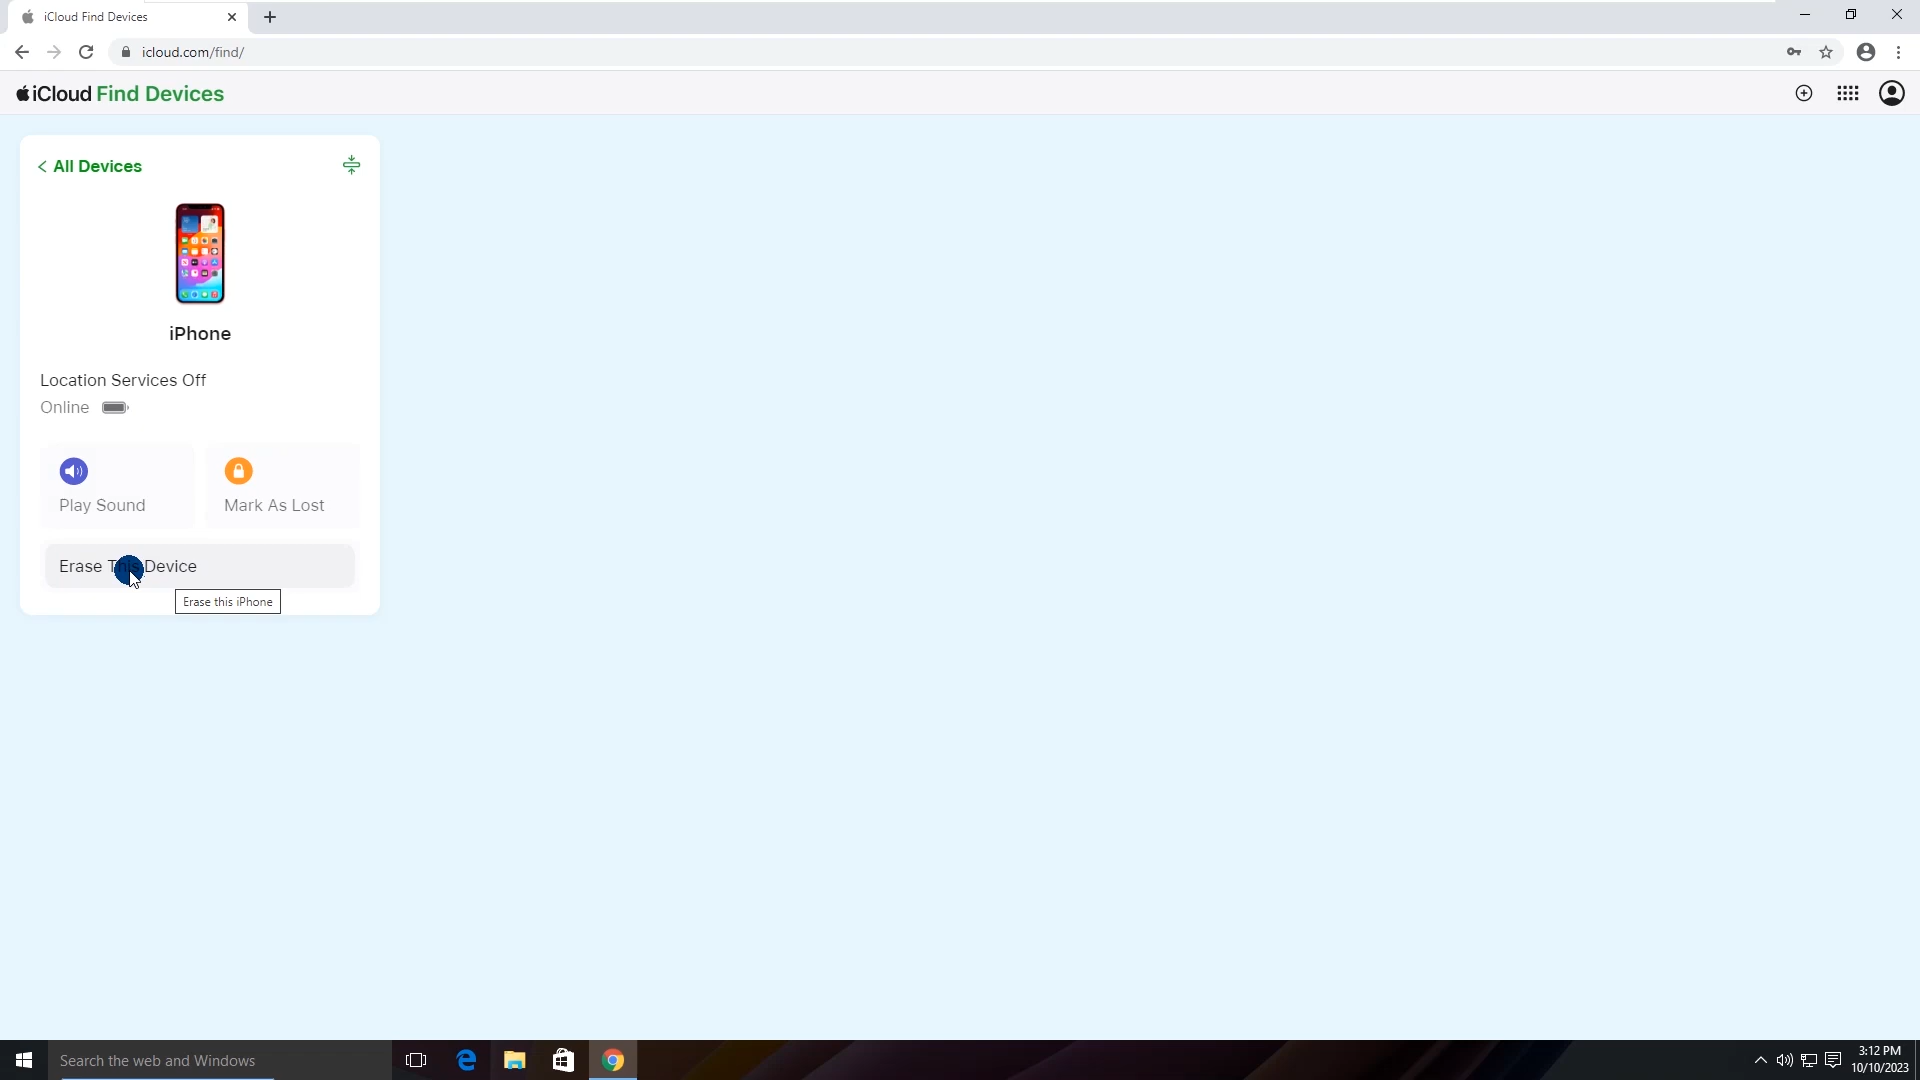 iCloud Find Devices
icloud.com/find/
iCloud Find Devices
< All Devices
iPhone
Location Services Off
Online
Play Sound
Mark As Lost
Erase This Device
Erase this iPhone
Search the web and Windows
3:12 PM
10/10/2023